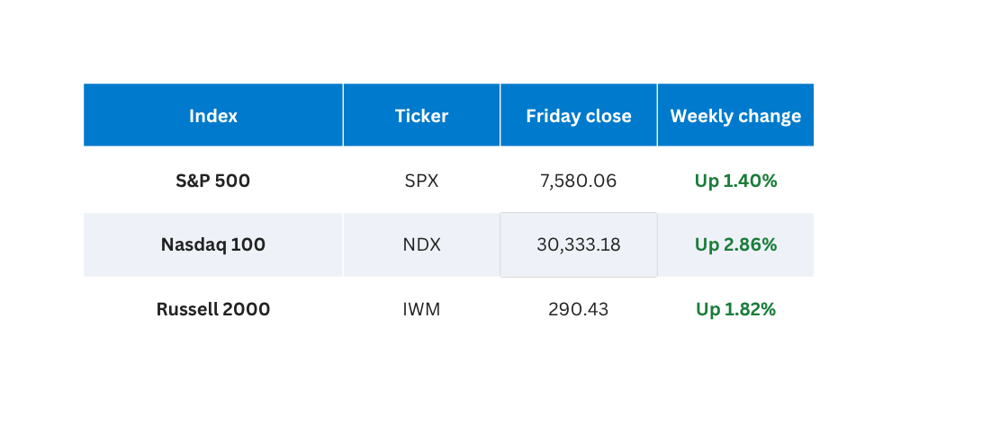 Index Ticker Friday close Weekly change
S&P 500 SPX 7,580.06 Up 1.40%
Nasdaq 100 NDX 30,333.18 Up 2.86%
Russell 2000 IWM 290.43 Up 1.82%